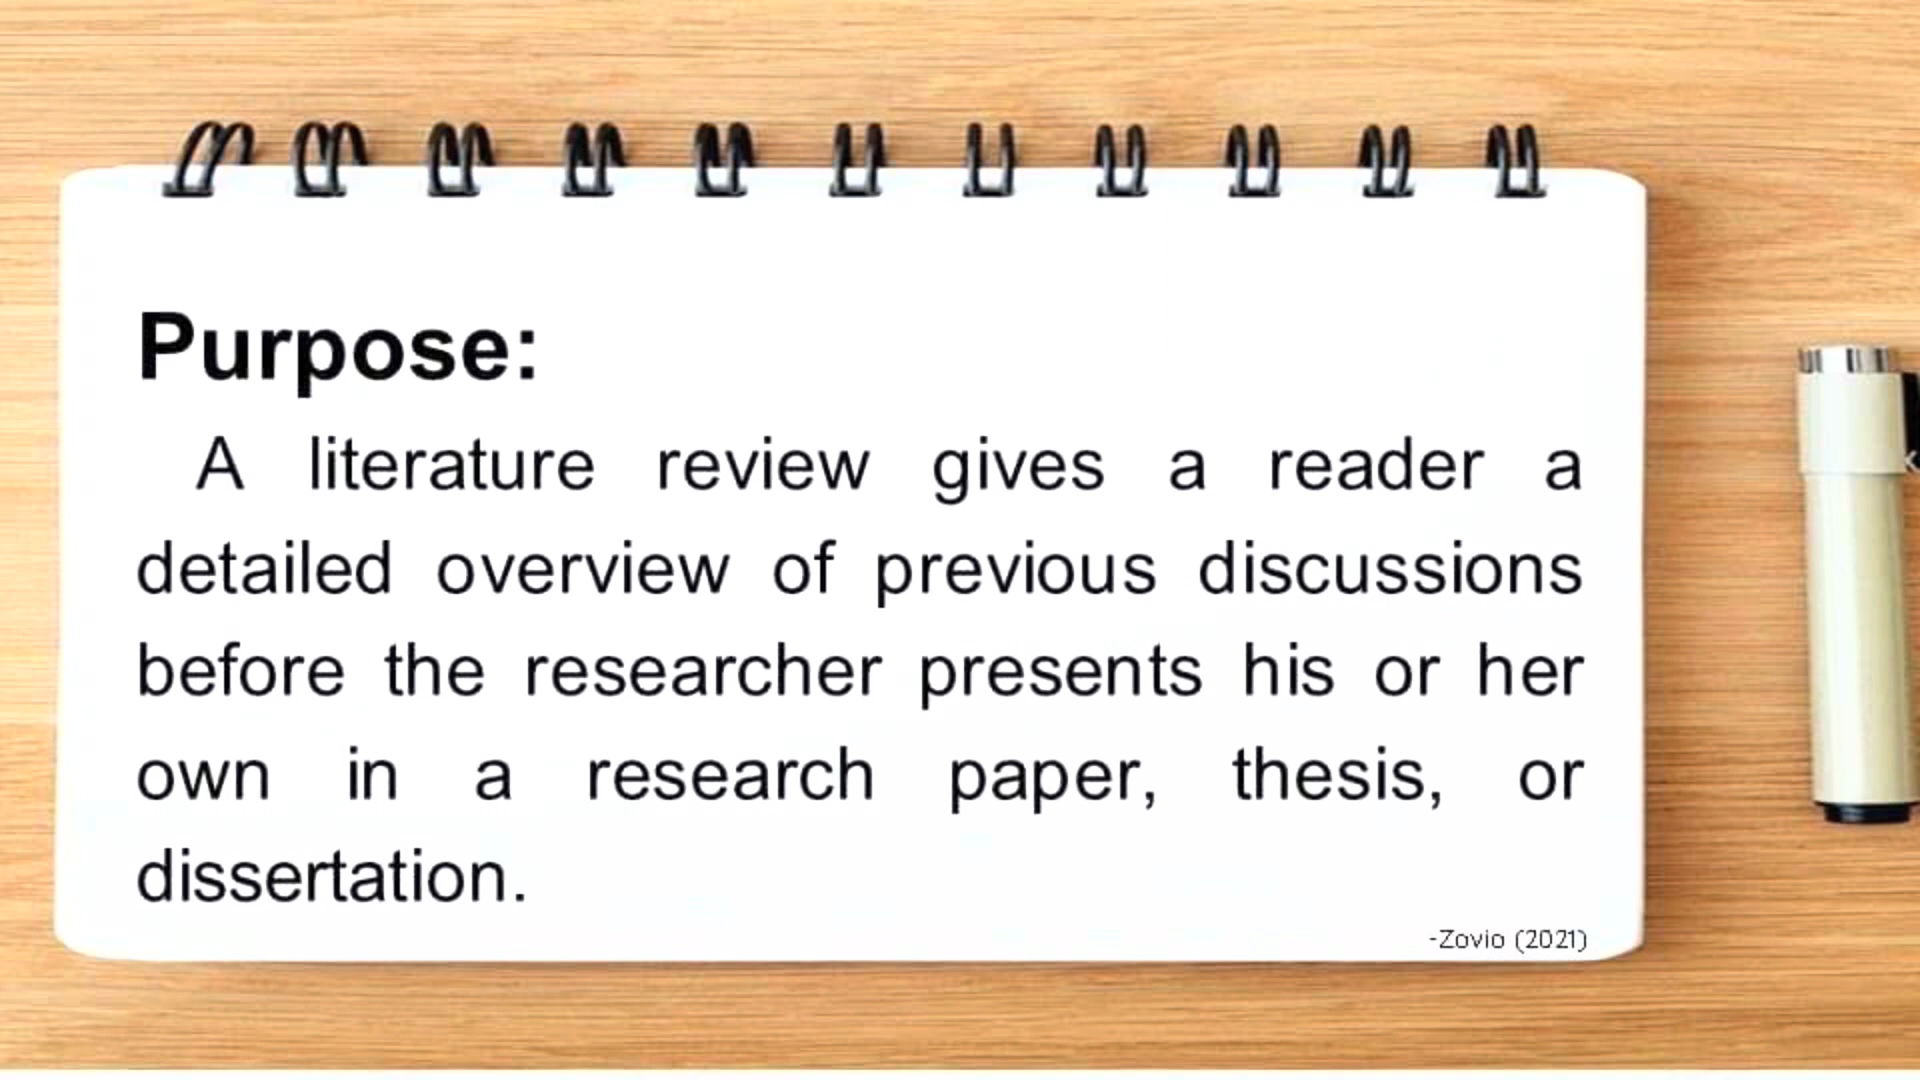 Purpose:
A literature review gives a reader a
detailed overview of previous discussions
before the researcher presents his or her
own in a research paper, thesis, or
dissertation.
-Zovio (2021)